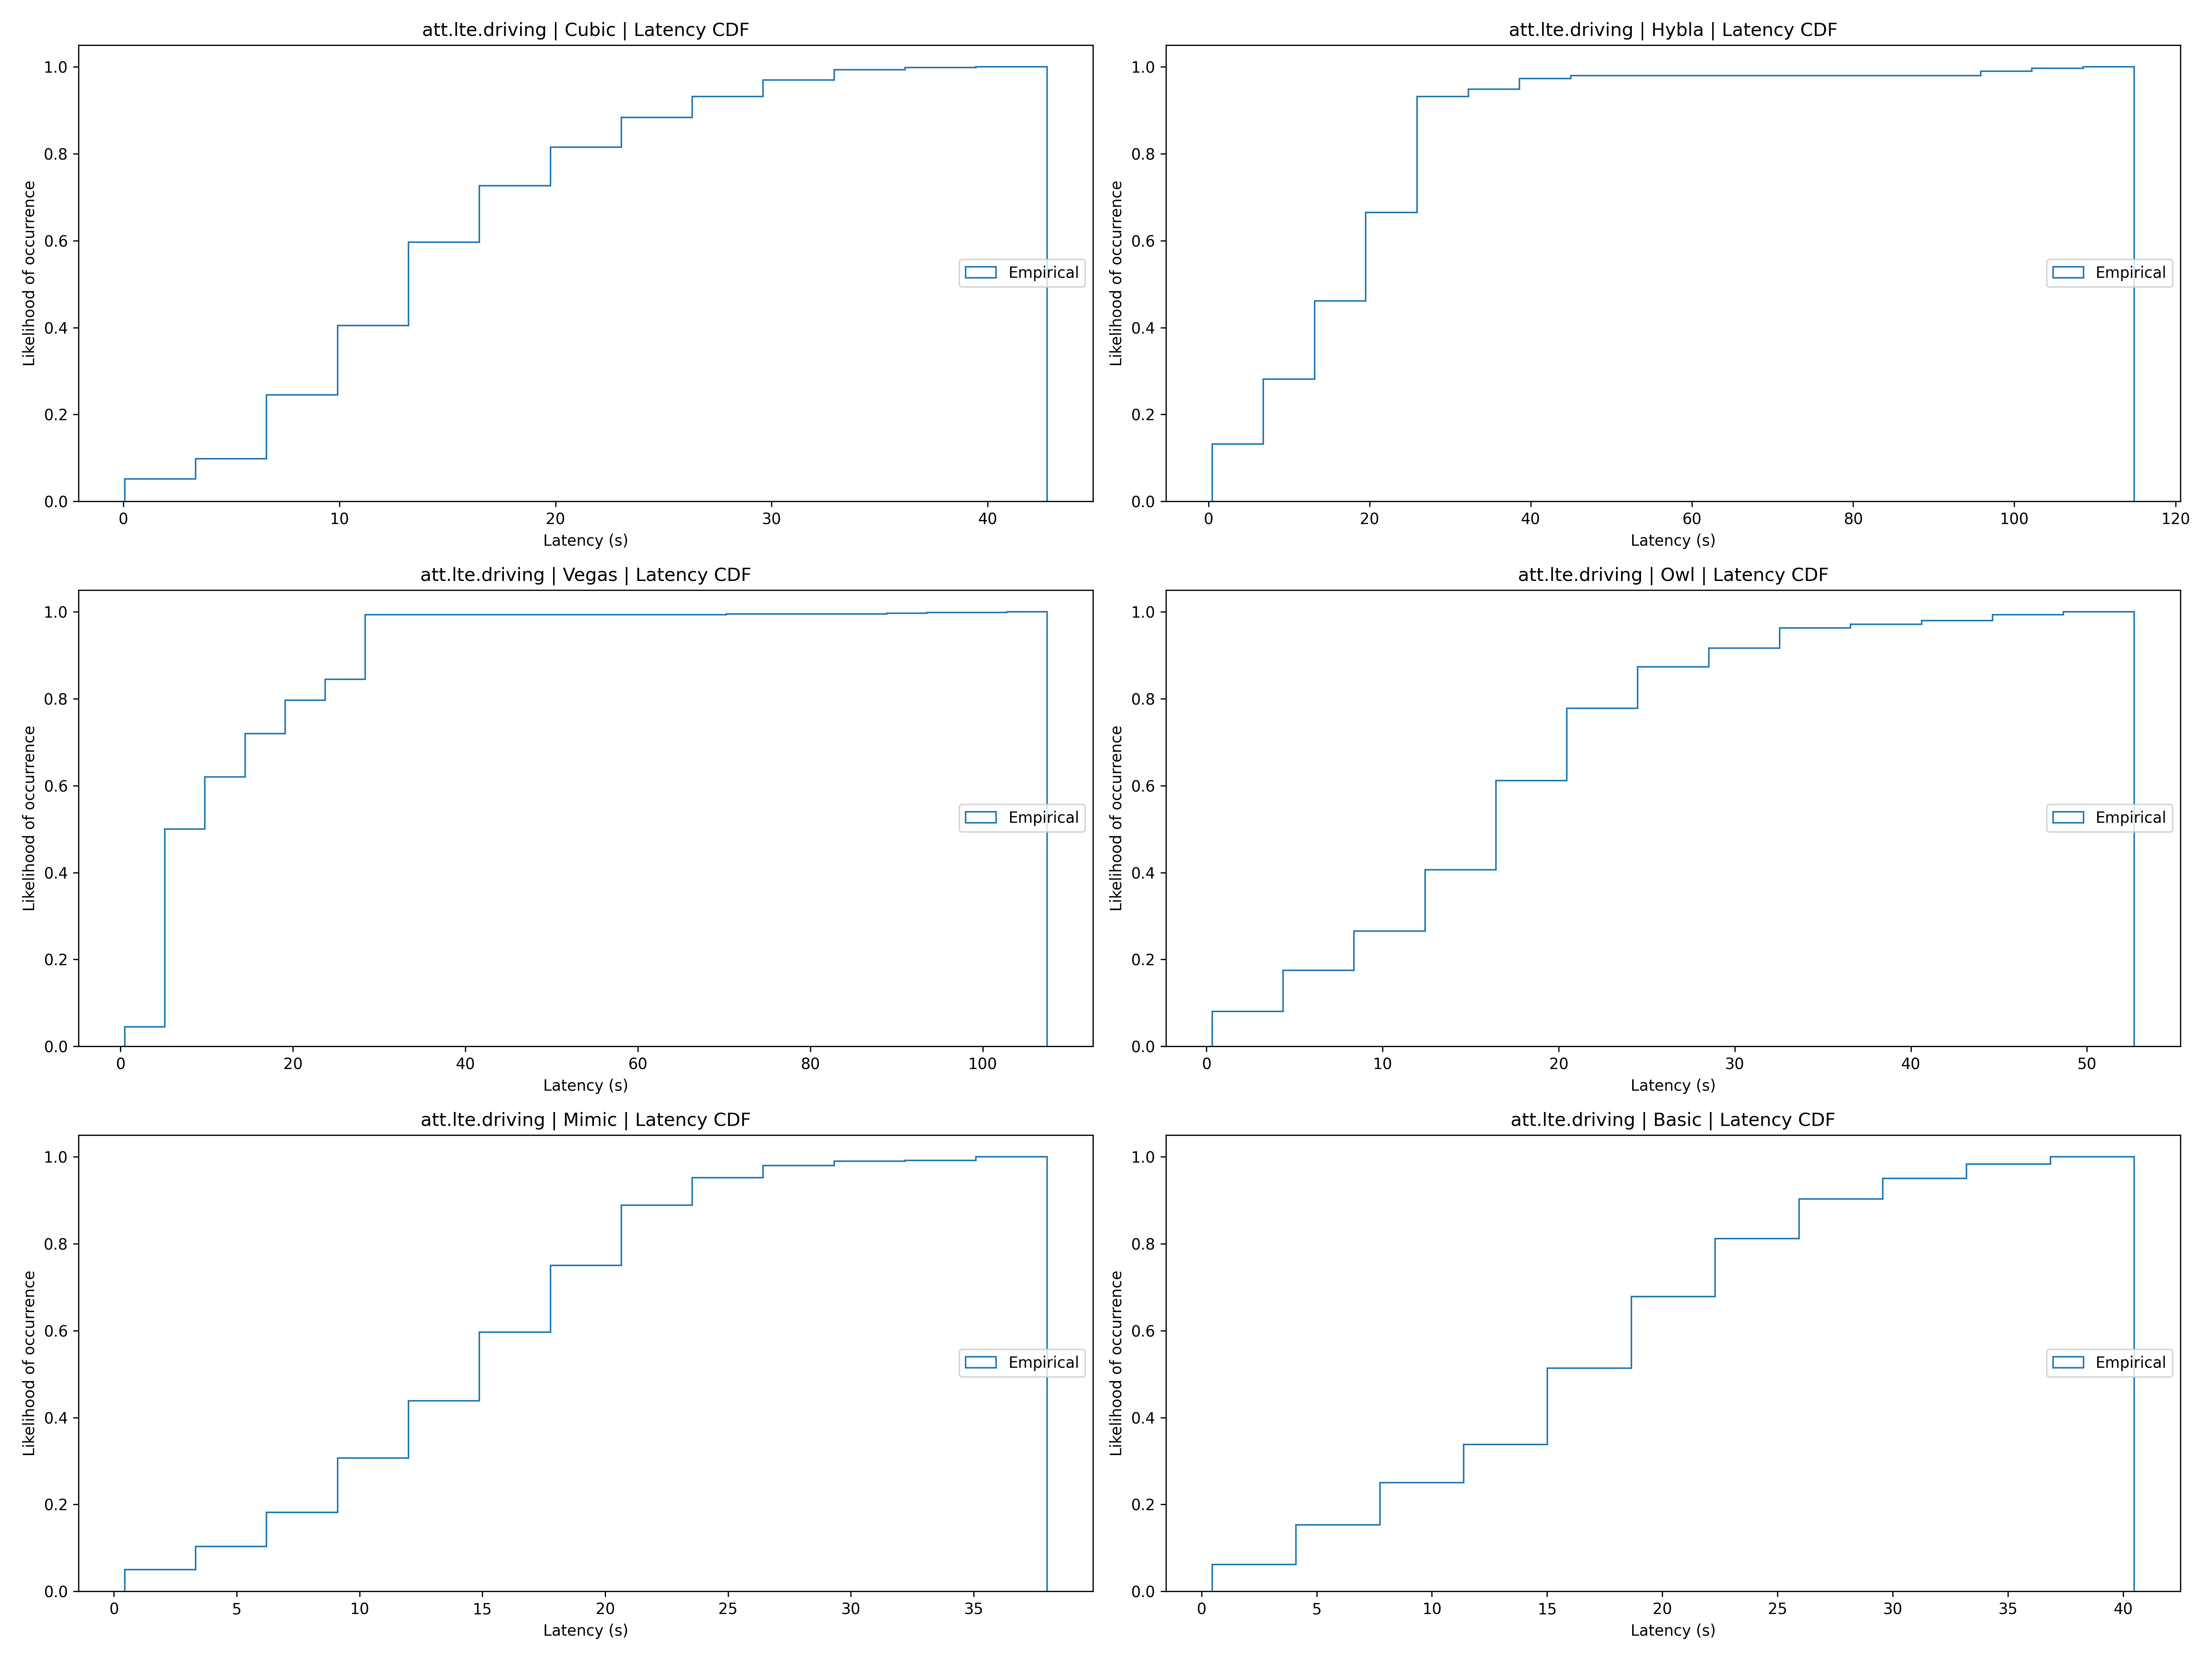 att.lte.driving | Cubic | Latency CDF
Likelihood of occurrence
1.0
0.8
0.6
0.4
0.2
0.0
Empirical
0 10 20 30 40
Latency (s)
att.lte.driving | Hybla | Latency CDF
Likelihood of occurrence
1.0
0.8
0.6
0.4
0.2
0.0
Empirical
0 20 40 60 80 100 120
Latency (s)
att.lte.driving | Vegas | Latency CDF
Likelihood of occurrence
1.0
0.8
0.6
0.4
0.2
0.0
Empirical
0 20 40 60 80 100
Latency (s)
att.lte.driving | Owl | Latency CDF
Likelihood of occurrence
1.0
0.8
0.6
0.4
0.2
0.0
Empirical
0 10 20 30 40 50
Latency (s)
att.lte.driving | Mimic | Latency CDF
Likelihood of occurrence
1.0
0.8
0.6
0.4
0.2
0.0
Empirical
0 5 10 15 20 25 30 35
Latency (s)
att.lte.driving | Basic | Latency CDF
Likelihood of occurrence
1.0
0.8
0.6
0.4
0.2
0.0
Empirical
0 5 10 15 20 25 30 35 40
Latency (s)